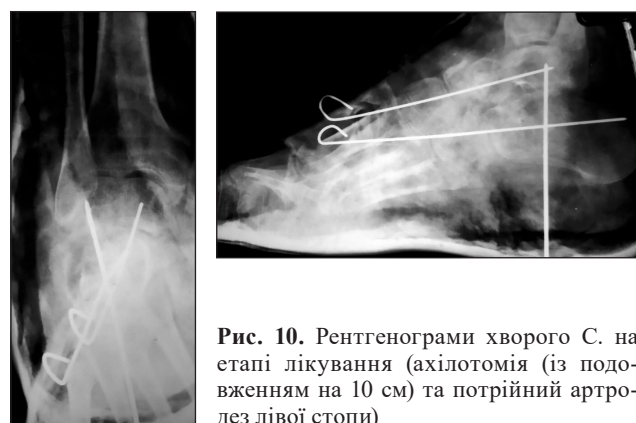 Рис. 10. Рентгенограми хворого С. на
етапі лікування (ахілотомія (із подо-
вженням на 10 см) та потрійний артро-
дез лівої стопи)